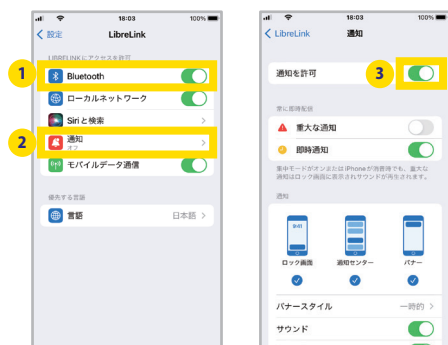 18:03
100%
設定
LibreLink
LIBRELINKにアクセスを許可
1
Bluetooth
ローカルネットワーク
Siriと検索
2
通知
オフ
モバイルデータ通信
優先する言語
言語
日本語
18:03
100%
LibreLink
通知
通知を許可
3
常に即時配信
重大な通知
即時通知
集中モードがオンまたはiPhoneが消音時でも、重大な
通知はロック画面に表示されサウンドが再生されます。
通知
9:41
ロック画面
通知センター
バナー
バナースタイル
一時的
サウンド